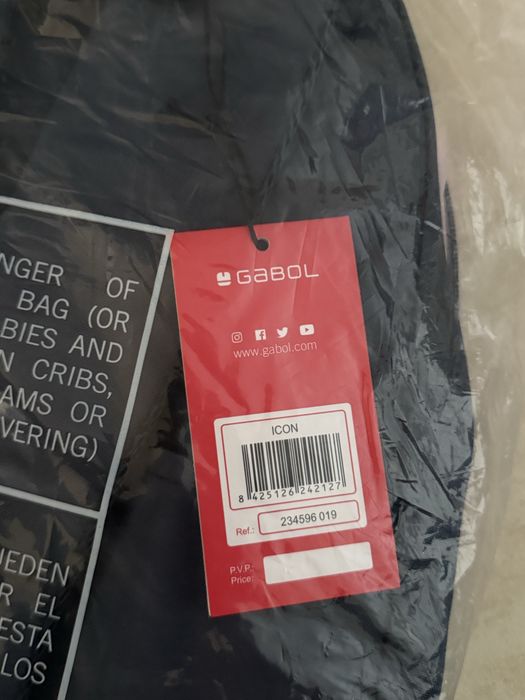 NGER OF
BAG (OR
BIES AND
N CRIBS,
AMS OR
VERING)
UEDEN
R EL
ESTA
LOS
GABOL
www.gabol.com
ICON
8 425126 242127
Ref.: 234596 019
P.V.P.:
Price: